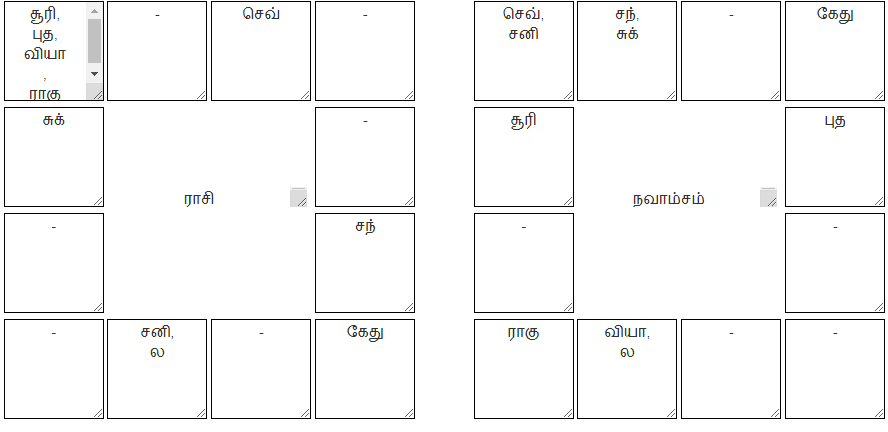 சூரி,
புத,
வியா
,
ராகு
-
செவ்
-
செவ்,
சனி
சந்,
சுக்
-
கேது
சுக்
-
சூரி
புத
ராசி
நவாம்சம்
-
சந்
-
-
-
சனி,
ல
-
கேது
ராகு
வியா,
ல
-
-